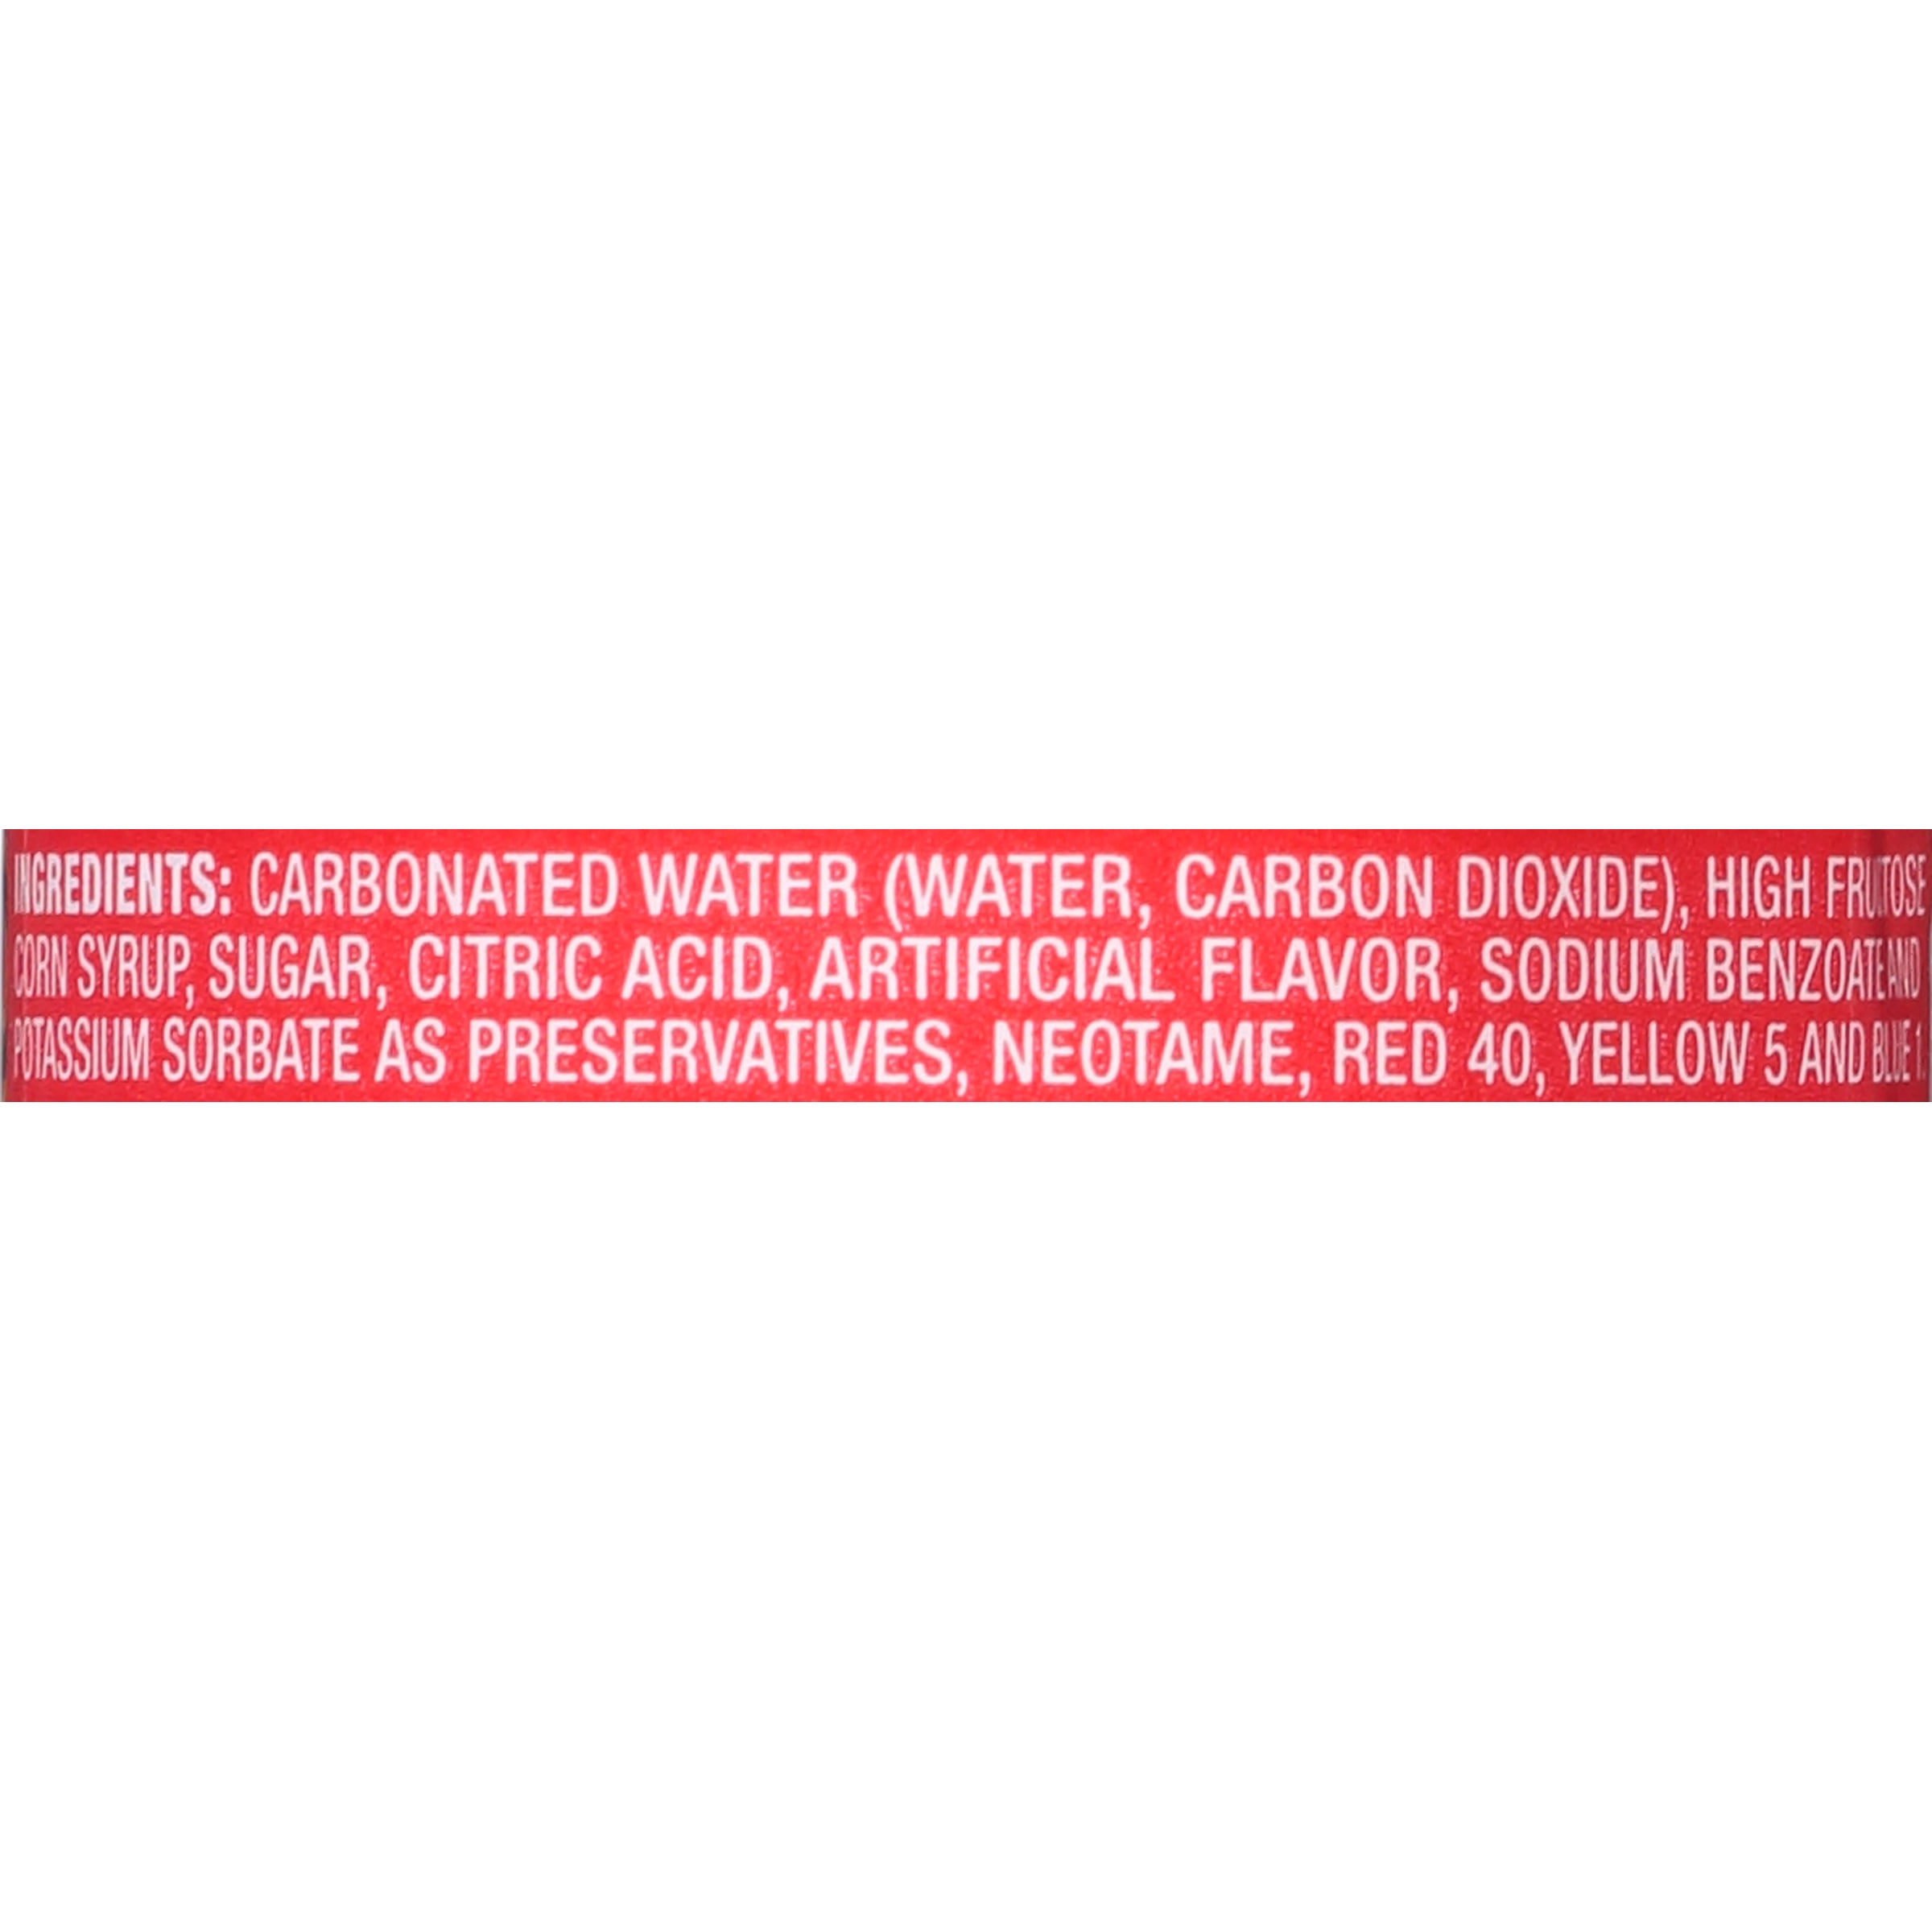 INGREDIENTS: CARBONATED WATER (WATER, CARBON DIOXIDE), HIGH FRUCTOSE
CORN SYRUP, SUGAR, CITRIC ACID, ARTIFICIAL FLAVOR, SODIUM BENZOATE AND
POTASSIUM SORBATE AS PRESERVATIVES, NEOTAME, RED 40, YELLOW 5 AND BLUE 1.